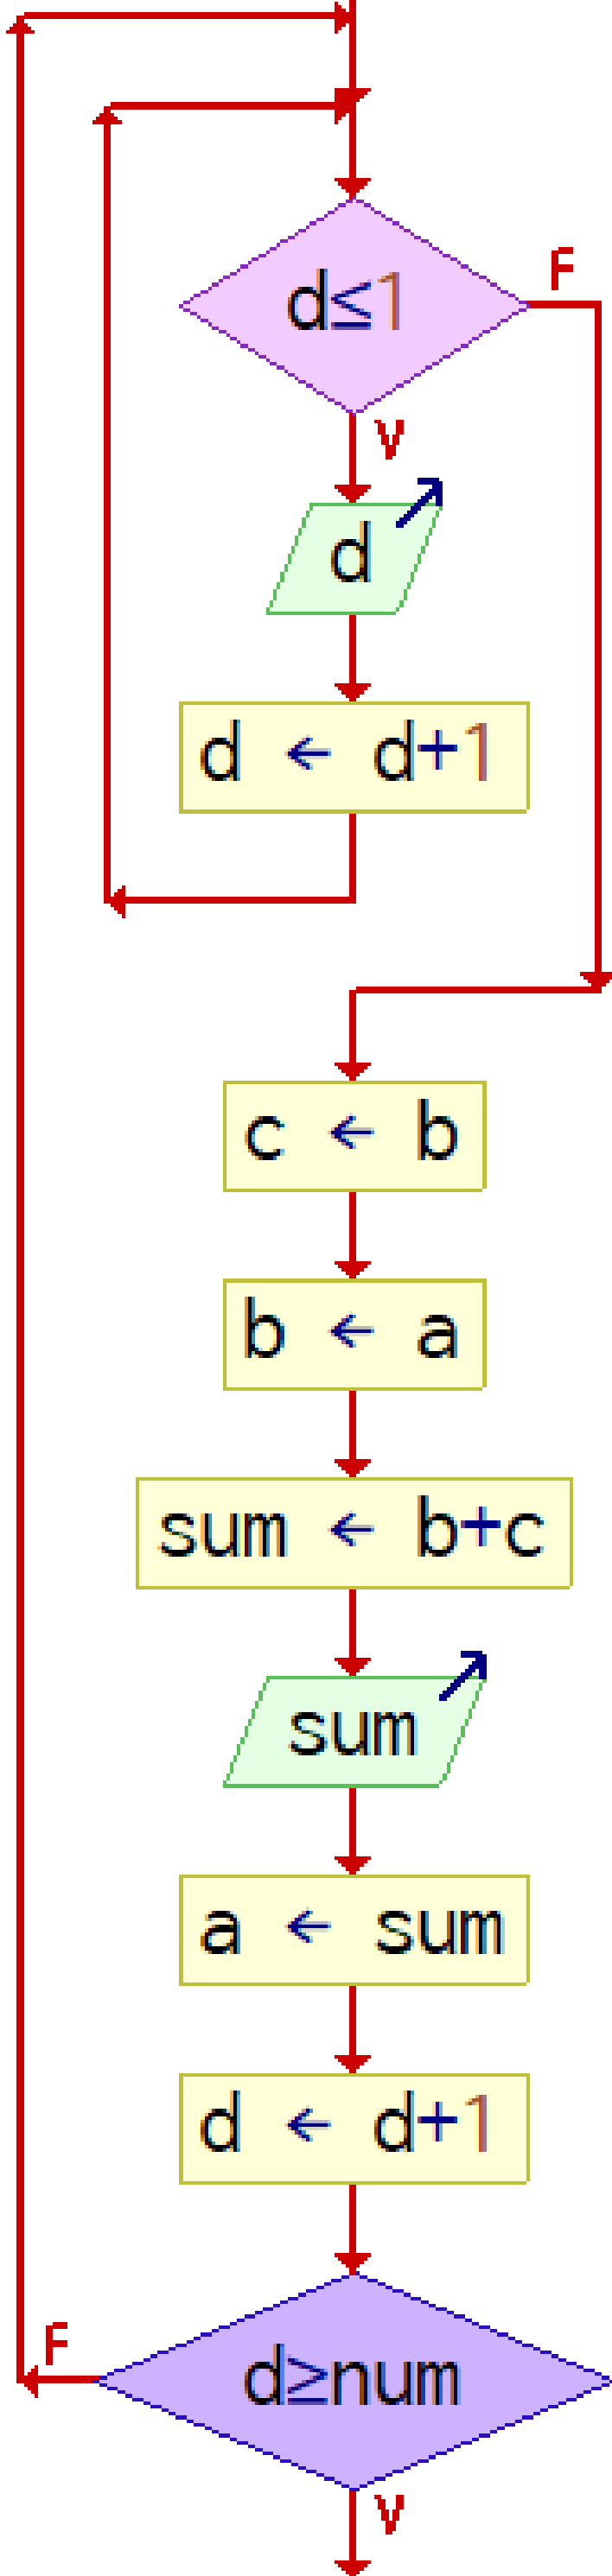 d≤1
F
V
d
d ← d+1
c ← b
b ← a
sum ← b+c
sum
a ← sum
d ← d+1
F
d≥num
V